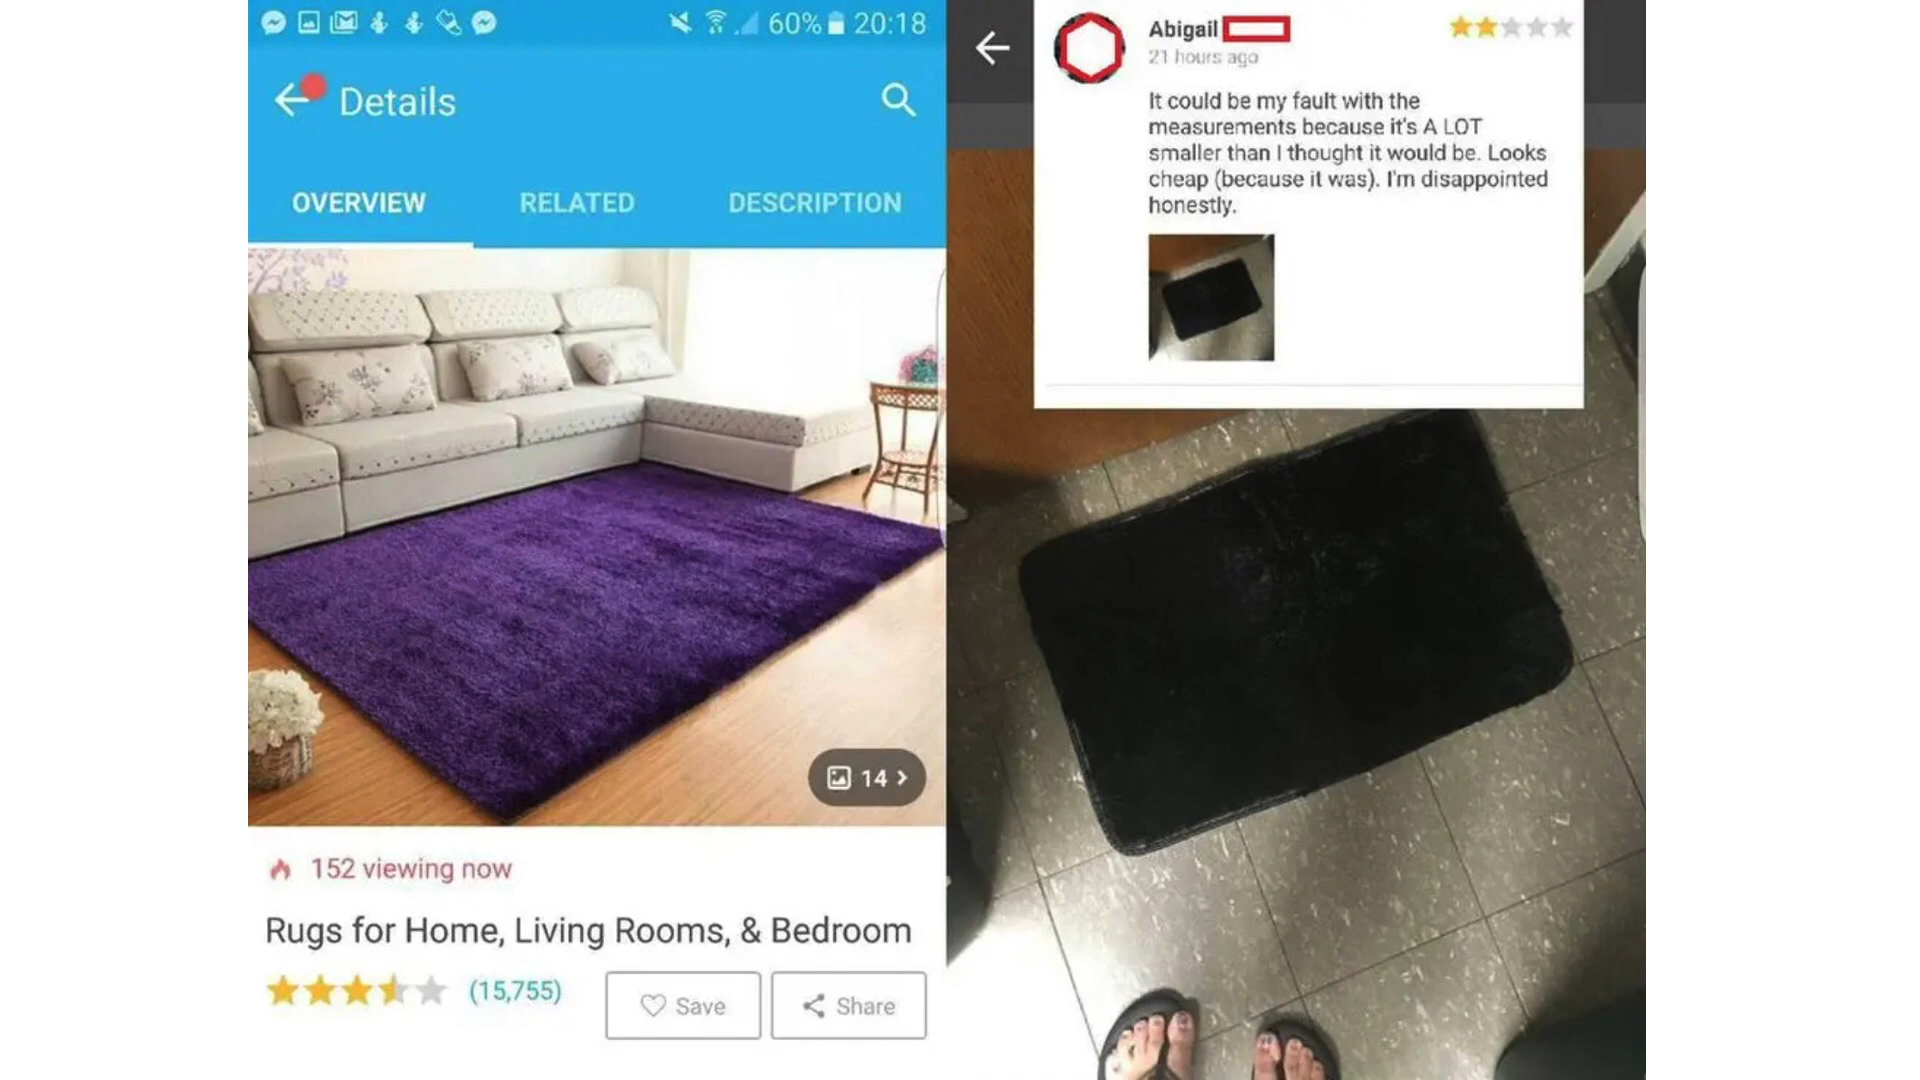 60% 20:18
Details
OVERVIEW RELATED DESCRIPTION
14
152 viewing now
Rugs for Home, Living Rooms, & Bedroom
(15,755) Save Share
Abigail
21 hours ago
It could be my fault with the
measurements because it's A LOT
smaller than I thought it would be. Looks
cheap (because it was). I'm disappointed
honestly.